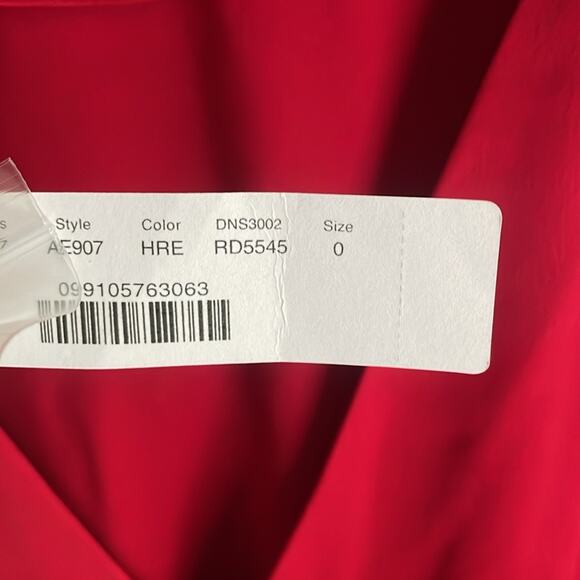 Style Color DNS3002 Size
AE907 HRE RD5545 0
099105763063